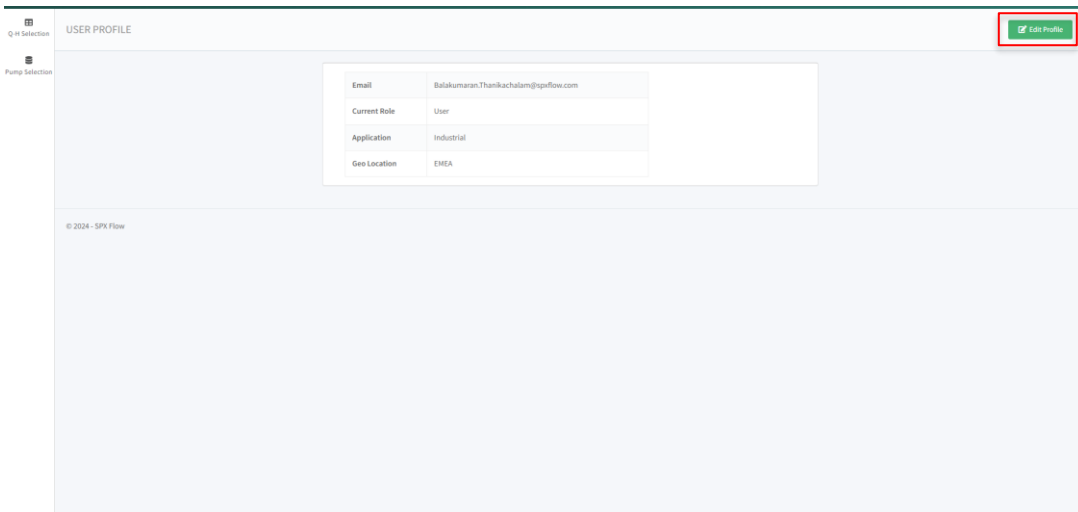 Q-H Selection
Pump Selection
USER PROFILE
Edit Profile
Email Balakumaran.Thanikachalam@spxflow.com
Current Role User
Application Industrial
Geo Location EMEA
© 2024 - SPX Flow